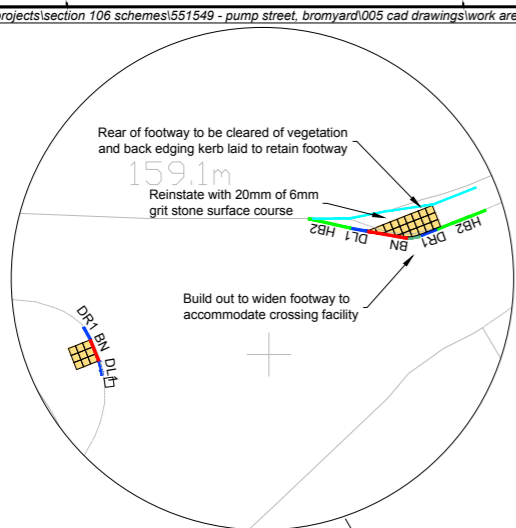 projects\section 106 schemes\551549 - pump street, bromyard\005 cad drawings\work are
Rear of footway to be cleared of vegetation
and back edging kerb laid to retain footway
159.1m
Reinstate with 20mm of 6mm
grit stone surface course
HB2 DL1 BN DR1 HB2
Build out to widen footway to
accommodate crossing facility
DR1 BN DL1